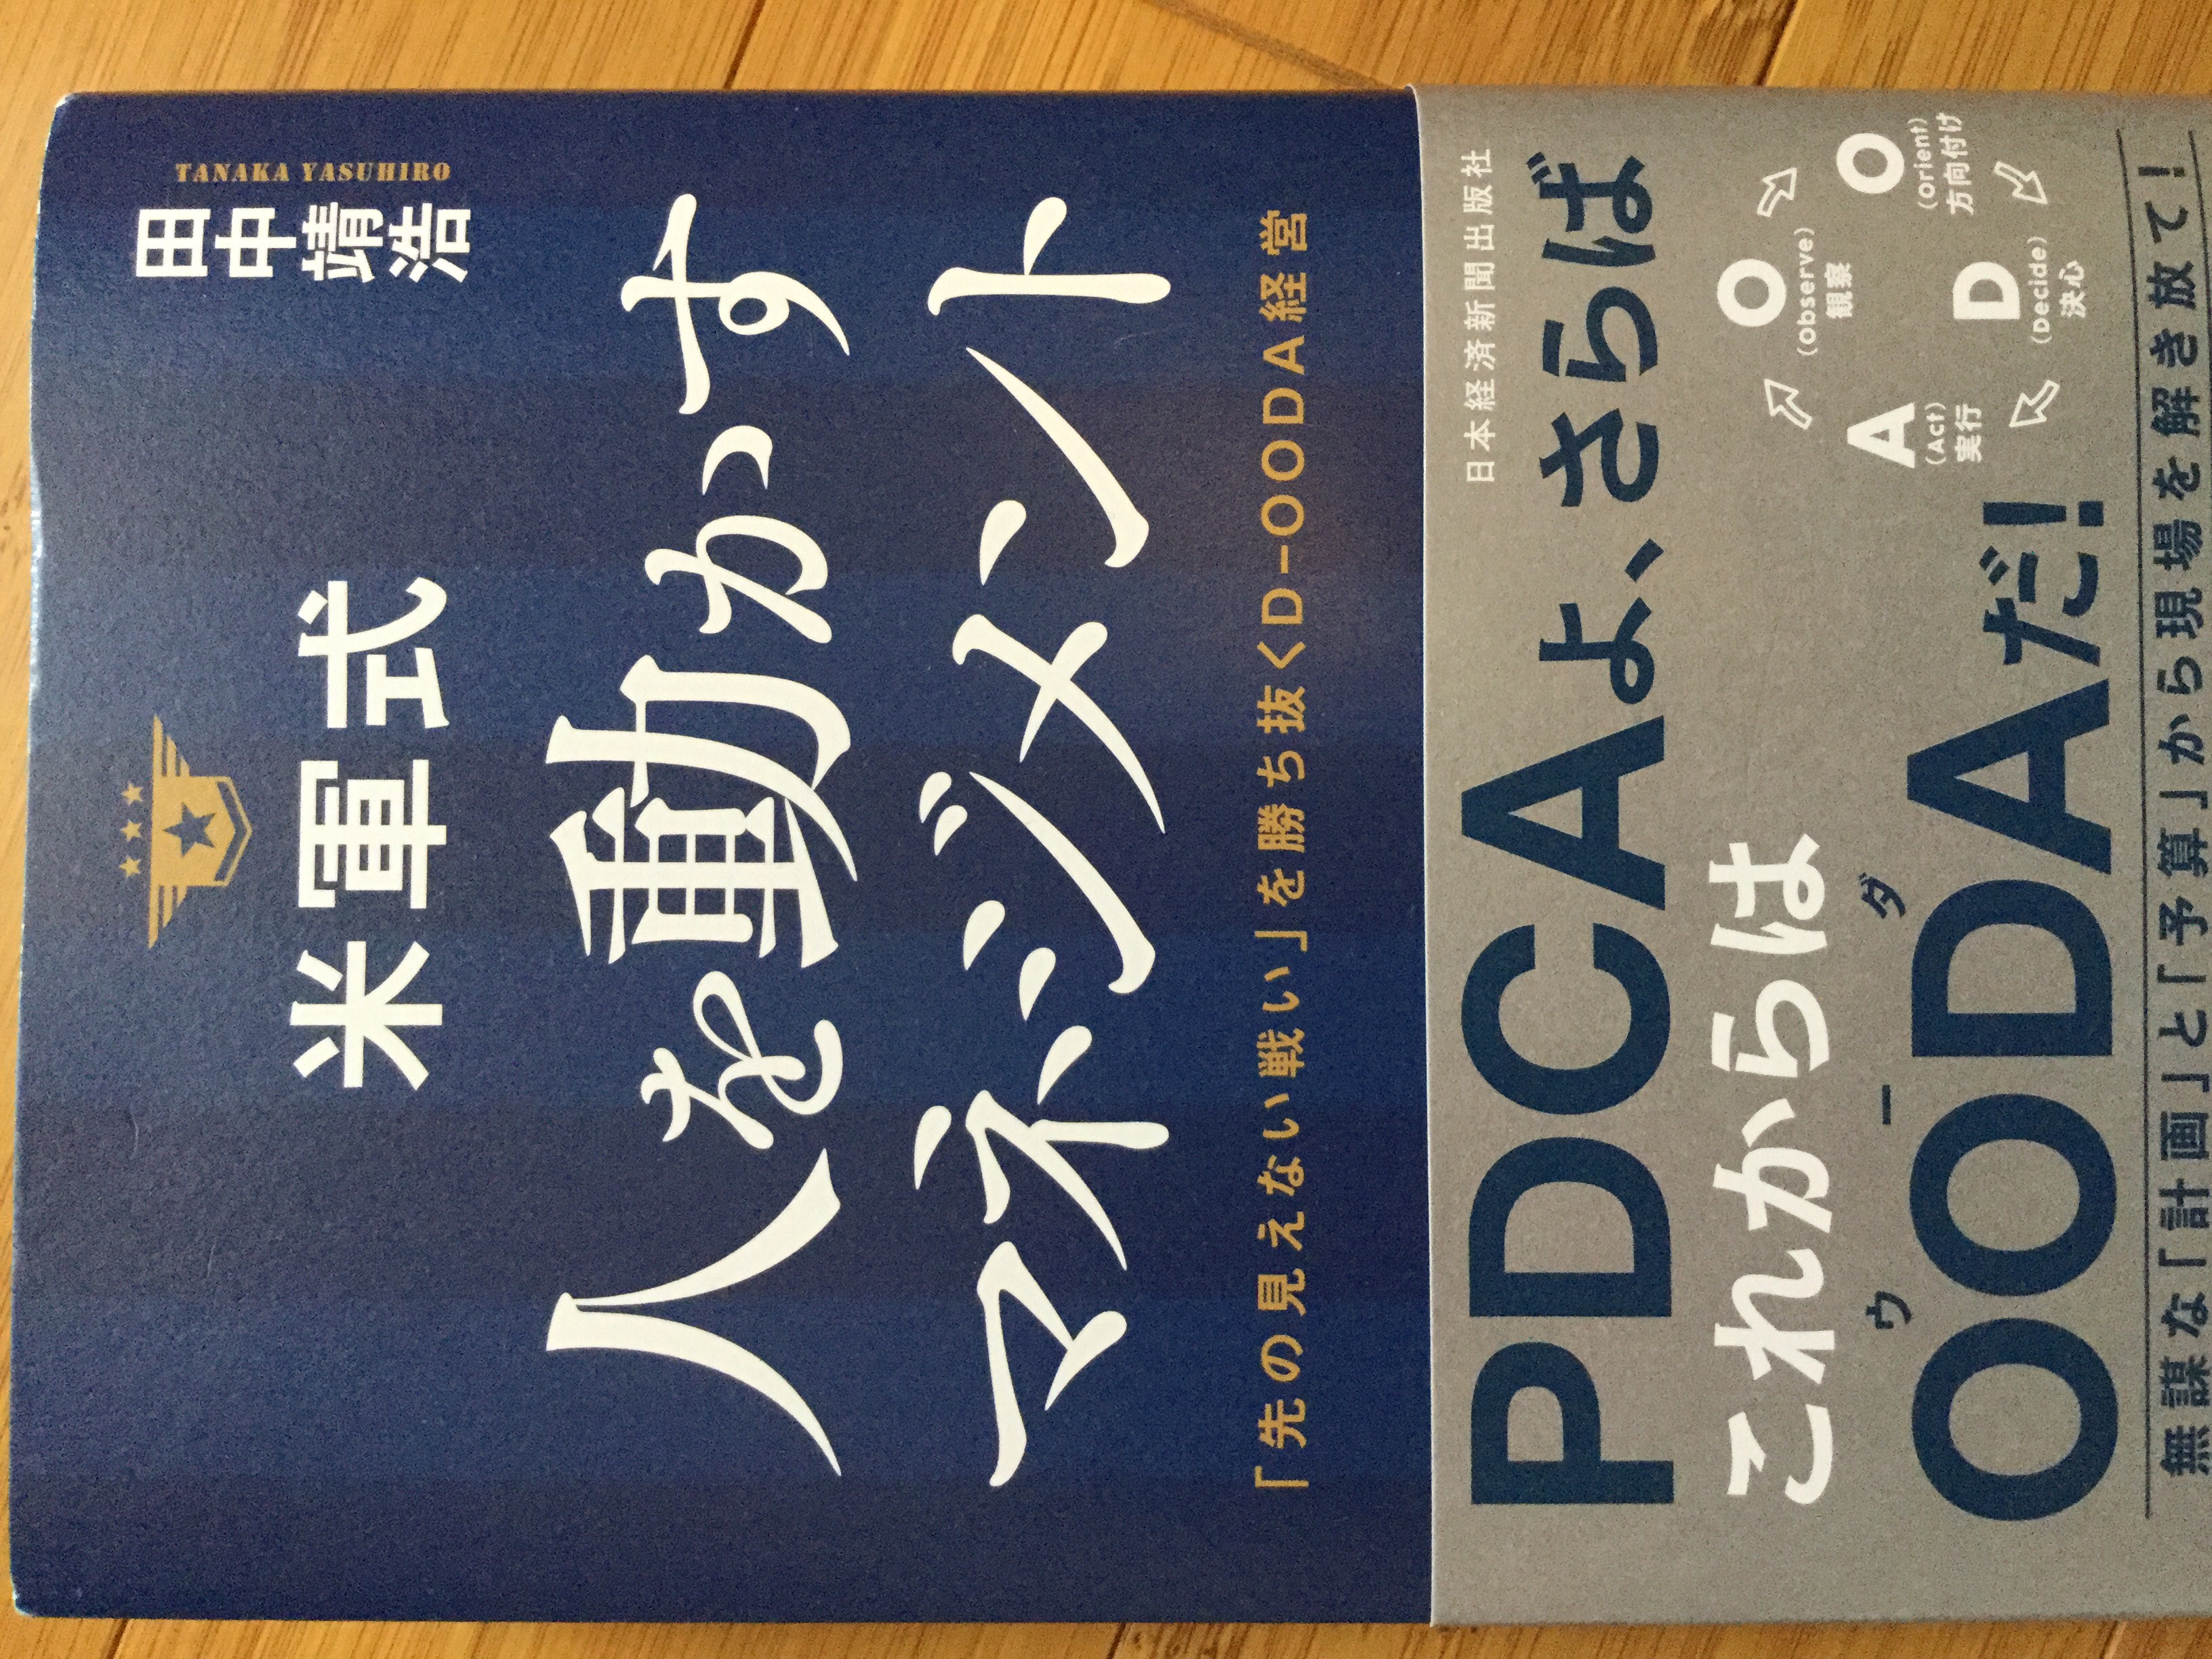 田中靖浩
TANAKA YASUHIRO
米軍式
人を動かす
マネジメント
「先の見えない戦い」を勝ち抜くD-OODA経営
日本経済新聞出版社
PDCAよ、さらば
これからは
ウーダ
OODAだ!
O
(Observe)
観察
O
(Orient)
方向付け
D
(Decide)
決心
A
(Act)
実行
無謀な「計画」と「予算」から現場を解き放て!